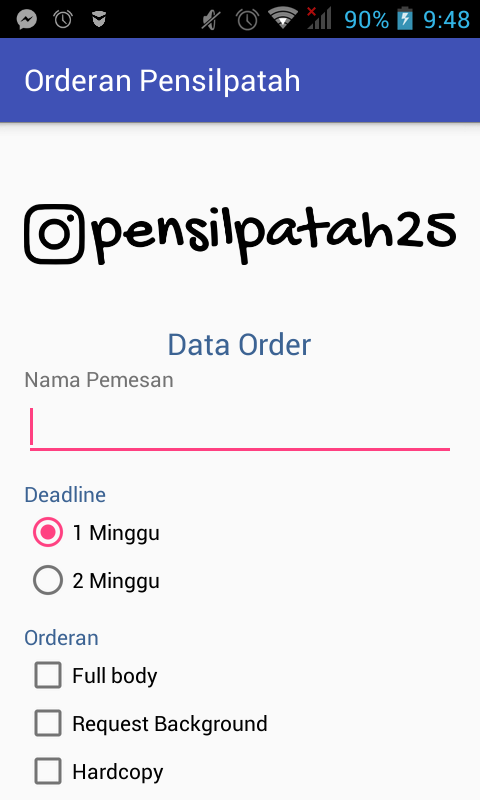 90% 9:48
Orderan Pensilpatah
pensilpatah25
Data Order
Nama Pemesan
Deadline
1 Minggu
2 Minggu
Orderan
Full body
Request Background
Hardcopy